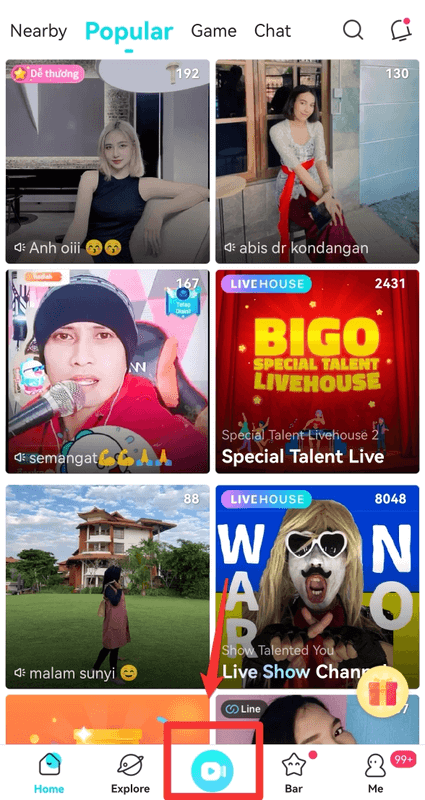 Nearby Popular Game Chat
Dễ thương 192
130
Anh oiii 😚😚
abis dr kondangan
167
semangat💪💪🙏🙏
LIVEHOUSE 2431
BIGO
SPECIAL TALENT
LIVEHOUSE
Special Talent Livehouse 2
Special Talent Live
88
malam sunyi 😊
LIVEHOUSE 8048
WAR
NO
Show Talented You
Live Show Chann
Line
Home
Explore
Bar
Me
99+